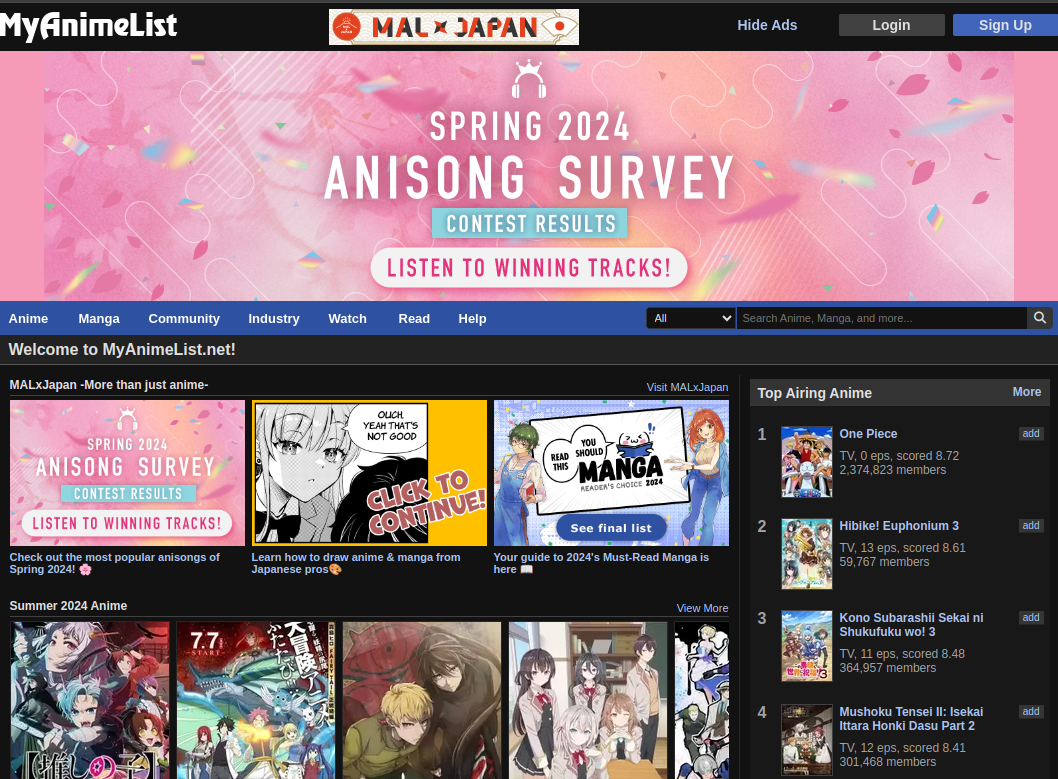 MyAnimeList
MAL × JAPAN
Hide Ads
Login
Sign Up
SPRING 2024
ANISONG SURVEY
CONTEST RESULTS
LISTEN TO WINNING TRACKS!
Anime Manga Community Industry Watch Read Help
All
Search Anime, Manga, and more...
Welcome to MyAnimeList.net!
MALxJapan -More than just anime-
Visit MALxJapan
SPRING 2024
ANISONG SURVEY
CONTEST RESULTS
LISTEN TO WINNING TRACKS!
OUCH.
YEAH THAT'S
NOT GOOD
CLICK TO
CONTINUE!
YOU
SHOULD
READ
THIS
MANGA
READER'S CHOICE 2024
See final list
Check out the most popular anisongs of
Spring 2024! 🌸
Learn how to draw anime & manga from
Japanese pros🎨
Your guide to 2024's Must-Read Manga is
here 📖
Summer 2024 Anime
View More
7.7
-START-
大冒険
ふたたび
【推しの子】
Top Airing Anime
More
1
One Piece
add
TV, 0 eps, scored 8.72
2,374,823 members
2
Hibike! Euphonium 3
add
TV, 13 eps, scored 8.61
59,767 members
3
Kono Subarashii Sekai ni
Shukufuku wo! 3
add
TV, 11 eps, scored 8.48
364,957 members
4
Mushoku Tensei II: Isekai
Ittara Honki Dasu Part 2
add
TV, 12 eps, scored 8.41
301,468 members